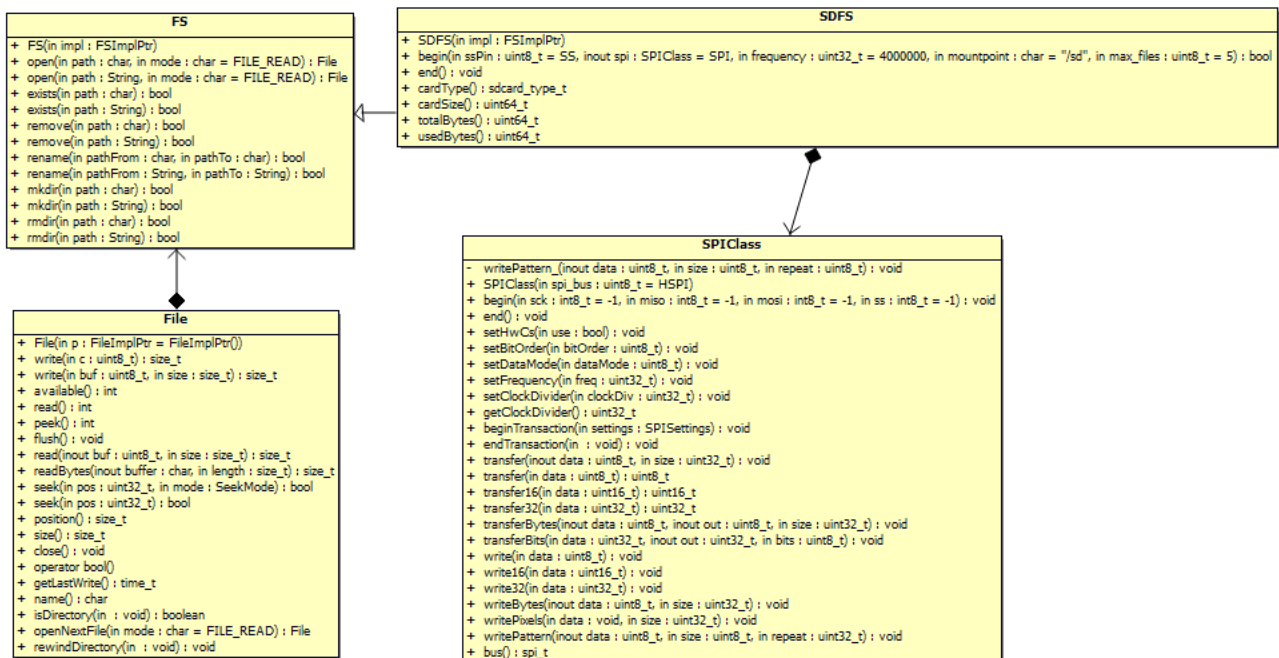 FS
+ FS(in impl : FSImplPtr)
+ open(in path : char, in mode : char = FILE_READ) : File
+ open(in path : String, in mode : char = FILE_READ) : File
+ exists(in path : char) : bool
+ exists(in path : String) : bool
+ remove(in path : char) : bool
+ remove(in path : String) : bool
+ rename(in pathFrom : char, in pathTo : char) : bool
+ rename(in pathFrom : String, in pathTo : String) : bool
+ mkdir(in path : char) : bool
+ mkdir(in path : String) : bool
+ rmdir(in path : char) : bool
+ rmdir(in path : String) : bool
SDFS
+ SDFS(in impl : FSImplPtr)
+ begin(in ssPin : uint8_t = SS, inout spi : SPIClass = SPI, in frequency : uint32_t = 4000000, in mountpoint : char = "/sd", in max_files : uint8_t = 5) : bool
+ end() : void
+ cardType() : sdcard_type_t
+ cardSize() : uint64_t
+ totalBytes() : uint64_t
+ usedBytes() : uint64_t
File
+ File(in p : FileImplPtr = FileImplPtr())
+ write(in c : uint8_t) : size_t
+ write(in buf : uint8_t, in size : size_t) : size_t
+ available() : int
+ read() : int
+ peek() : int
+ flush() : void
+ read(inout buf : uint8_t, in size : size_t) : size_t
+ readBytes(inout buffer : char, in length : size_t) : size_t
+ seek(in pos : uint32_t, in mode : SeekMode) : bool
+ seek(in pos : uint32_t) : bool
+ position() : size_t
+ size() : size_t
+ close() : void
+ operator bool()
+ getLastWrite() : time_t
+ name() : char
+ isDirectory(in  : void) : boolean
+ openNextFile(in mode : char = FILE_READ) : File
+ rewindDirectory(in  : void) : void
SPIClass
- writePattern_(inout data : uint8_t, in size : uint8_t, in repeat : uint8_t) : void
+ SPIClass(in spi_bus : uint8_t = HSPI)
+ begin(in sck : int8_t = -1, in miso : int8_t = -1, in mosi : int8_t = -1, in ss : int8_t = -1) : void
+ end() : void
+ setHwCs(in use : bool) : void
+ setBitOrder(in bitOrder : uint8_t) : void
+ setDataMode(in dataMode : uint8_t) : void
+ setFrequency(in freq : uint32_t) : void
+ setClockDivider(in clockDiv : uint32_t) : void
+ getClockDivider() : uint32_t
+ beginTransaction(in settings : SPISettings) : void
+ endTransaction(in  : void) : void
+ transfer(inout data : uint8_t, in size : uint32_t) : void
+ transfer(in data : uint8_t) : uint8_t
+ transfer16(in data : uint16_t) : uint16_t
+ transfer32(in data : uint32_t) : uint32_t
+ transferBytes(inout data : uint8_t, inout out : uint8_t, in size : uint32_t) : void
+ transferBits(in data : uint32_t, inout out : uint32_t, in bits : uint8_t) : void
+ write(in data : uint8_t) : void
+ write16(in data : uint16_t) : void
+ write32(in data : uint32_t) : void
+ writeBytes(inout data : uint8_t, in size : uint32_t) : void
+ writePixels(in data : void, in size : uint32_t) : void
+ writePattern(inout data : uint8_t, in size : uint8_t, in repeat : uint32_t) : void
+ bus() : spi_t